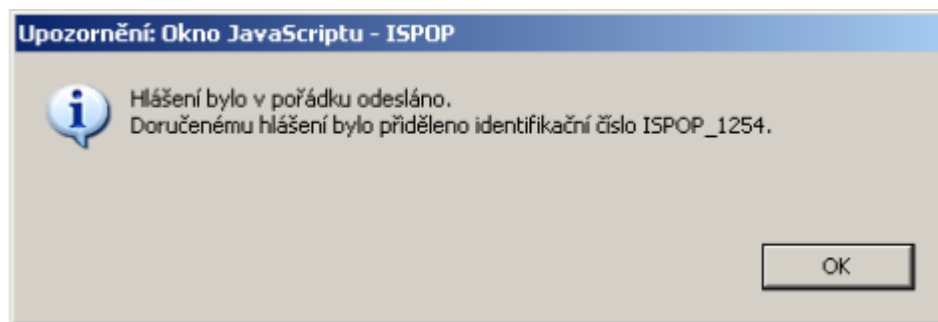 Upozornění: Okno JavaScriptu - ISPOP
Hlášení bylo v pořádku odesláno.
Doručenému hlášení bylo přiděleno identifikační číslo ISPOP_1254.
OK